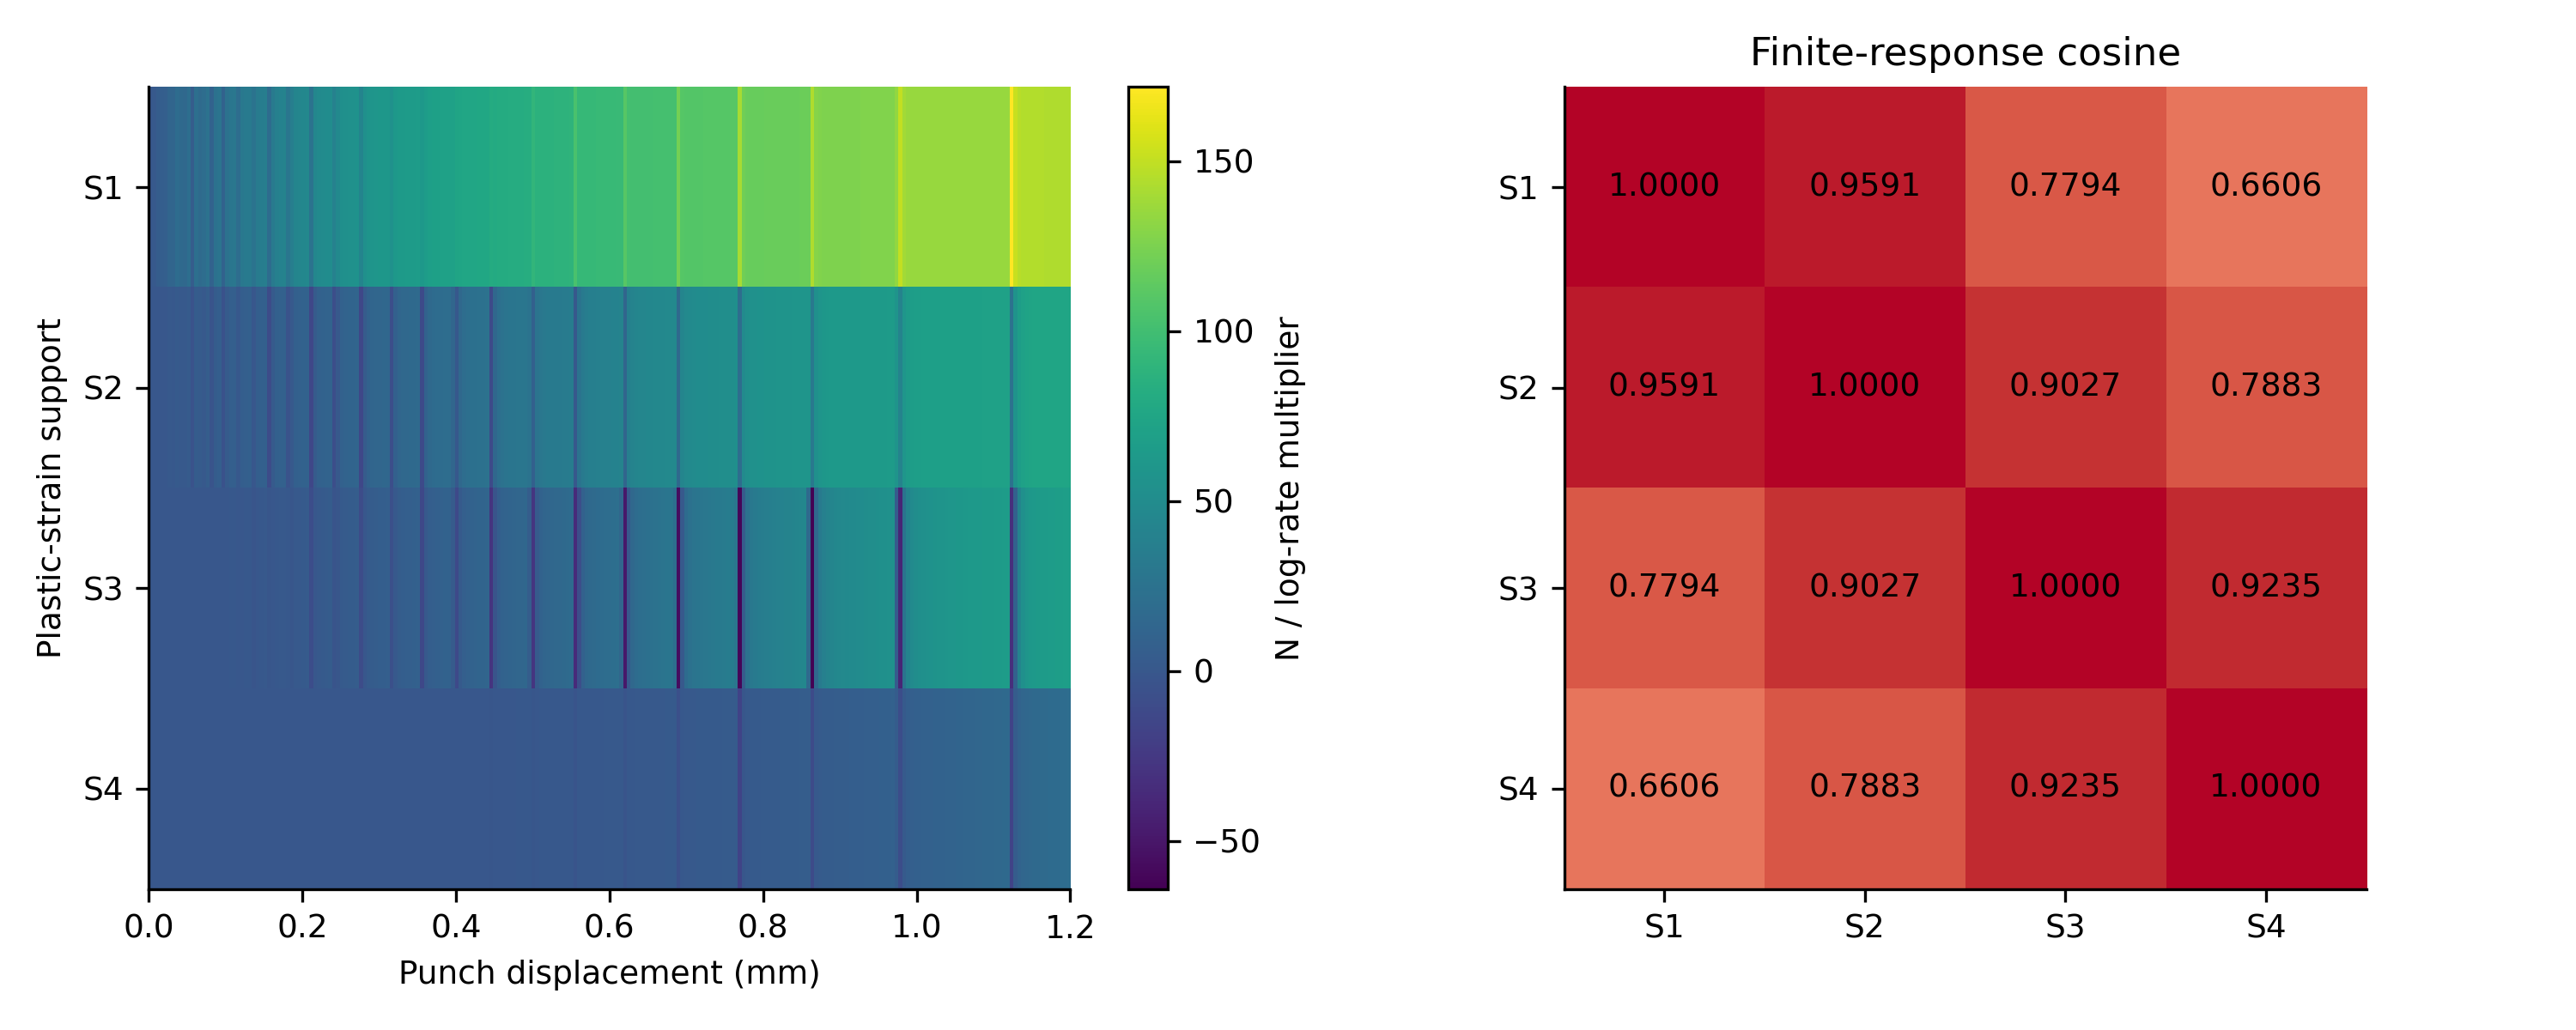 Plastic-strain support
S1
S2
S3
S4
0.0 0.2 0.4 0.6 0.8 1.0 1.2
Punch displacement (mm)
150
100
50
0
−50
N / log-rate multiplier
Finite-response cosine
S1 1.0000 0.9591 0.7794 0.6606
S2 0.9591 1.0000 0.9027 0.7883
S3 0.7794 0.9027 1.0000 0.9235
S4 0.6606 0.7883 0.9235 1.0000
S1 S2 S3 S4